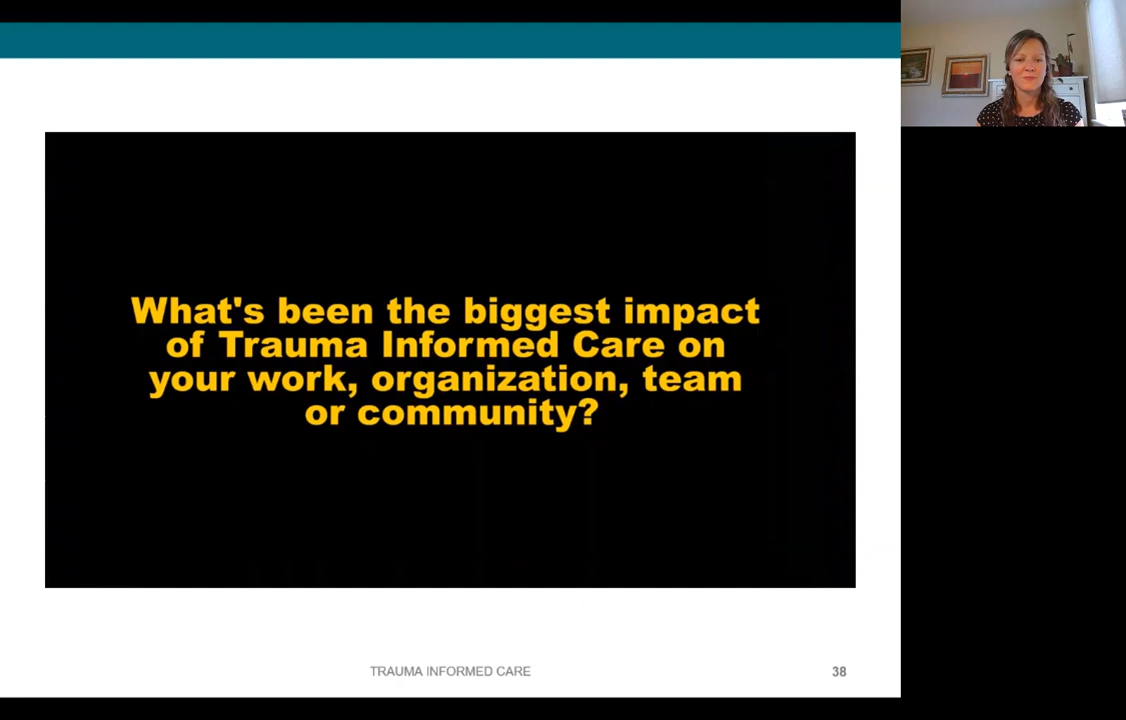 What's been the biggest impact
of Trauma Informed Care on
your work, organization, team
or community?
TRAUMA INFORMED CARE
38